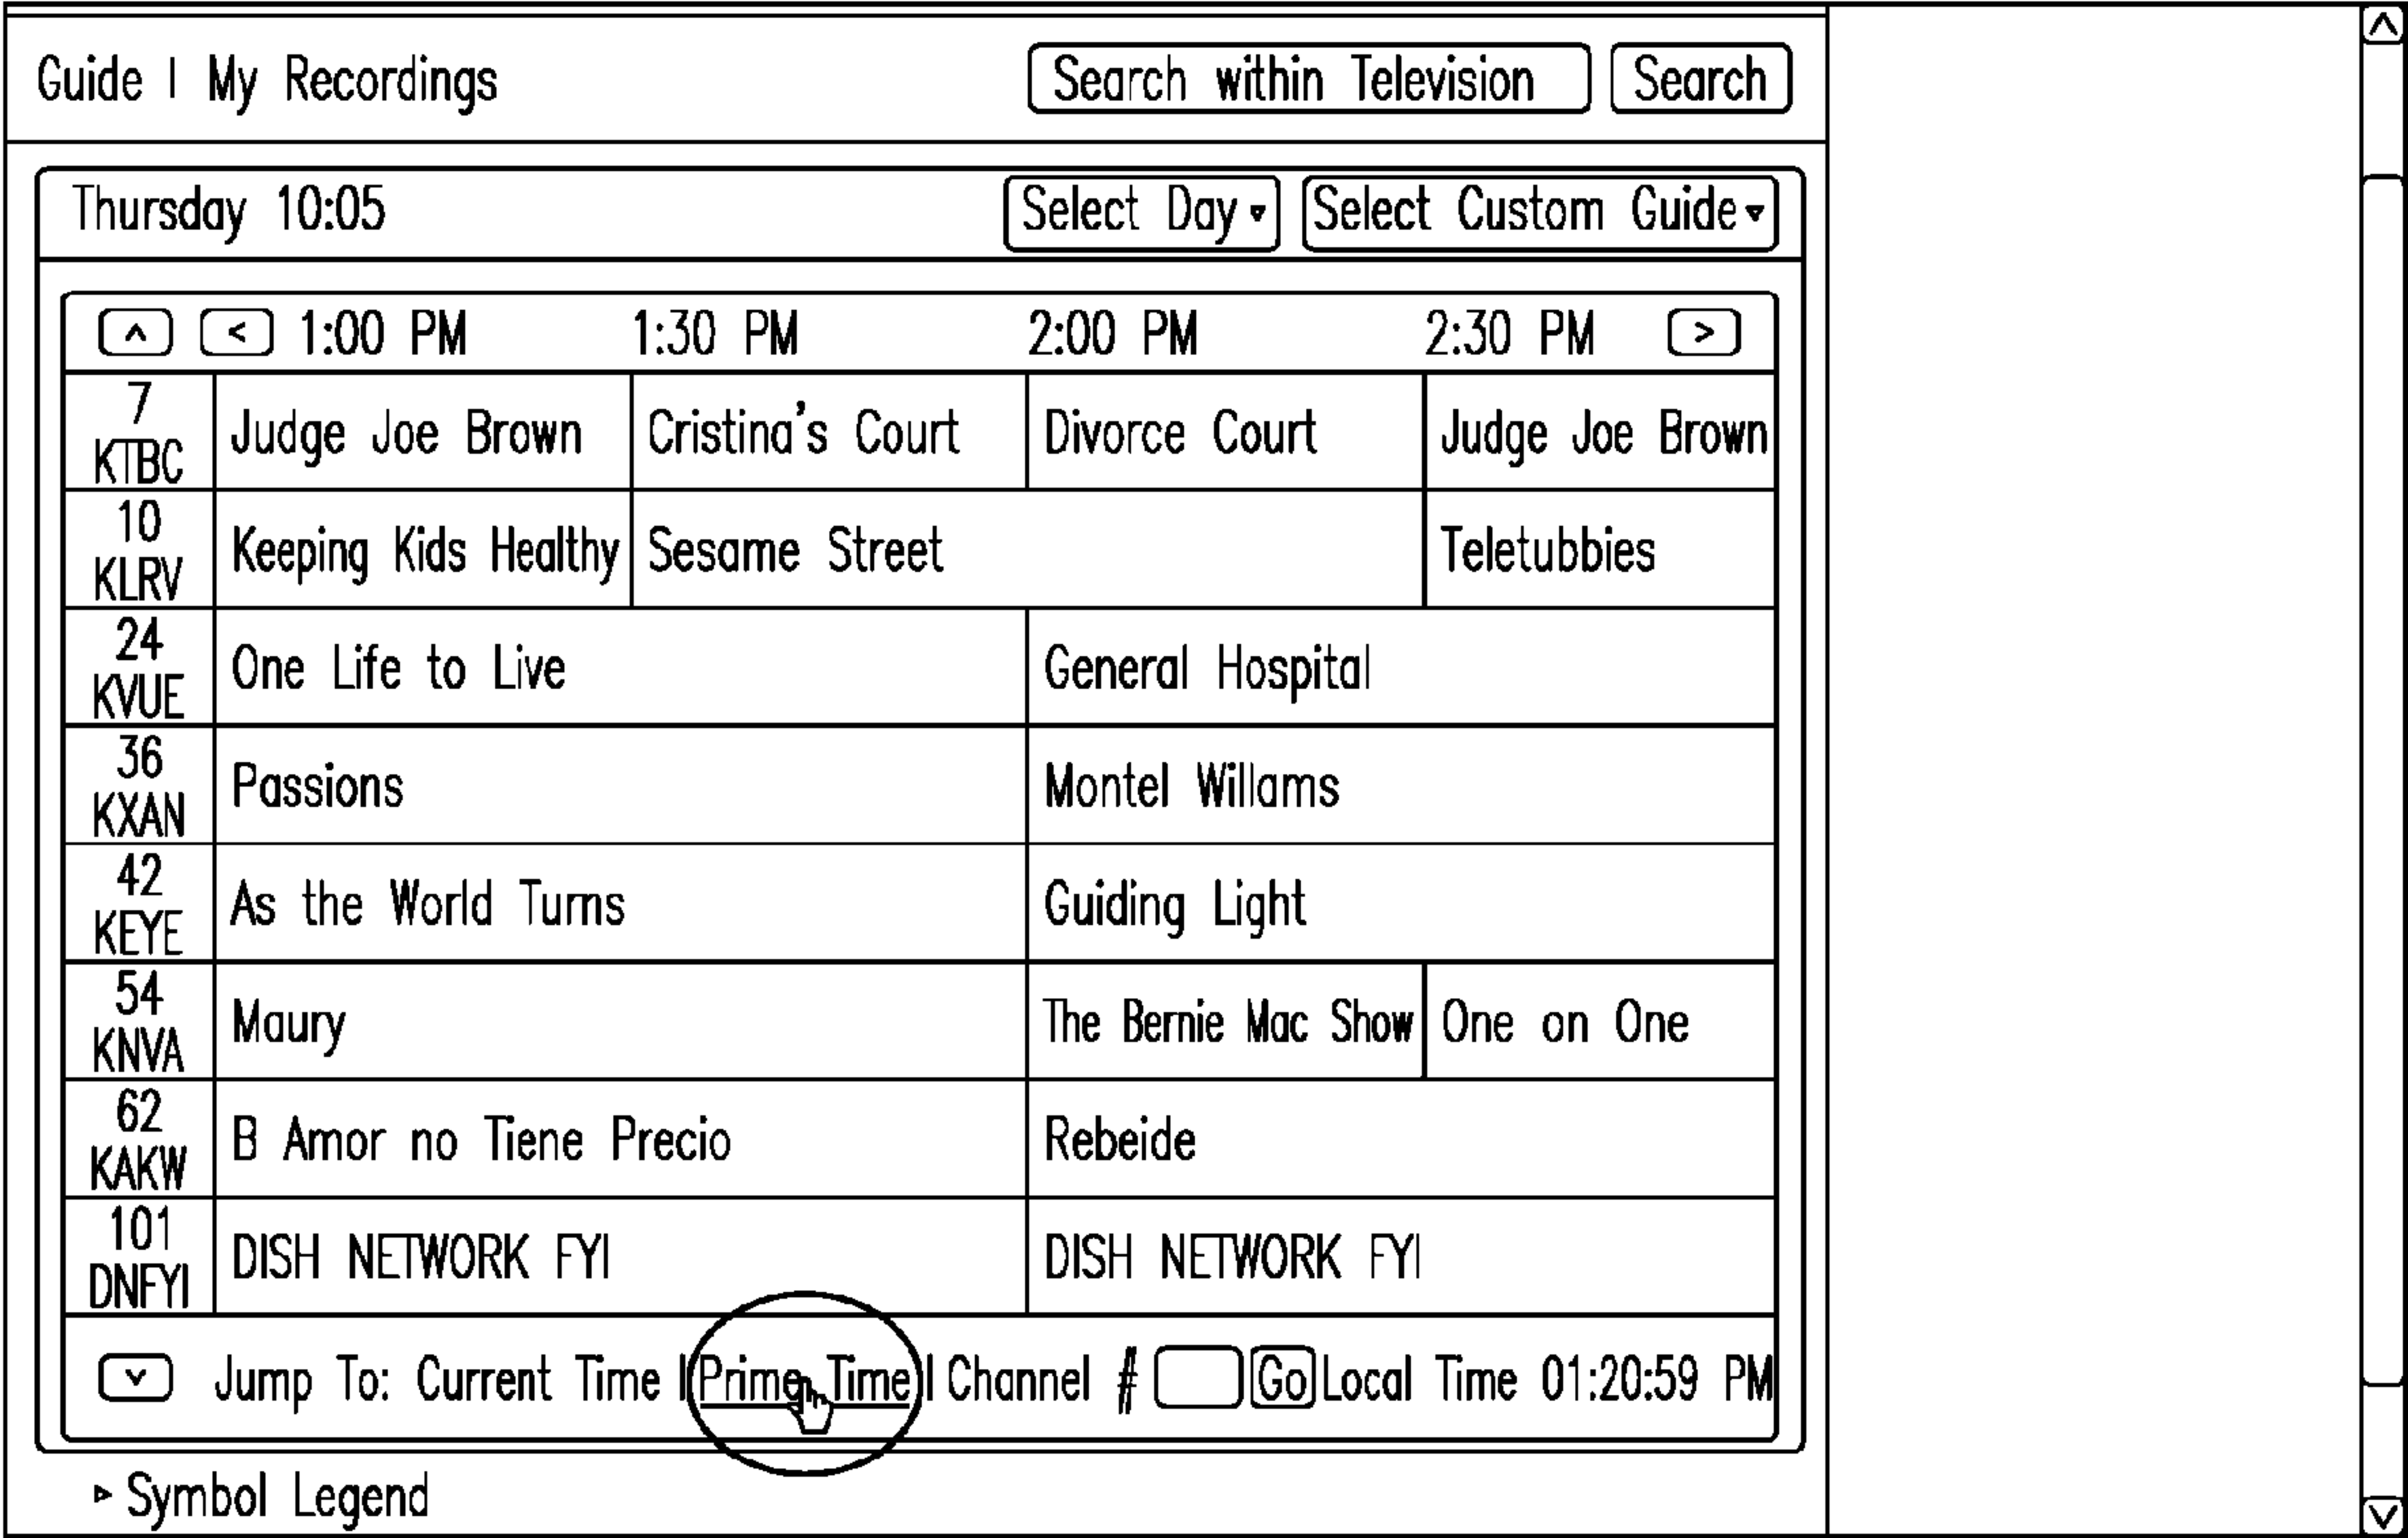 Guide | My Recordings Search within Television Search
Thursday 10:05 Select Day Select Custom Guide
1:00 PM 1:30 PM 2:00 PM 2:30 PM
7 KTBC Judge Joe Brown Cristina's Court Divorce Court Judge Joe Brown
10 KLRV Keeping Kids Healthy Sesame Street Teletubbies
24 KVUE One Life to Live General Hospital
36 KXAN Passions Montel Willams
42 KEYE As the World Turns Guiding Light
54 KNVA Maury The Bernie Mac Show One on One
62 KAKW B Amor no Tiene Precio Rebeide
101 DNFYI DISH NETWORK FYI DISH NETWORK FYI
Jump To: Current Time | Prime Time | Channel # Go Local Time 01:20:59 PM
Symbol Legend